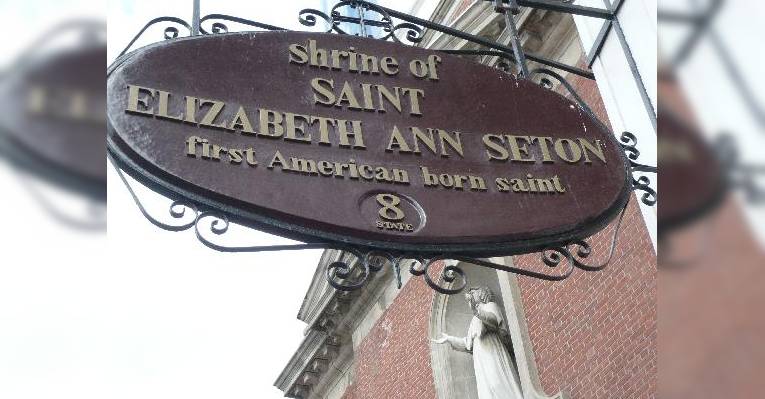 Shrine of
SAINT
ELIZABETH ANN SETON
first American born saint
8
STATE